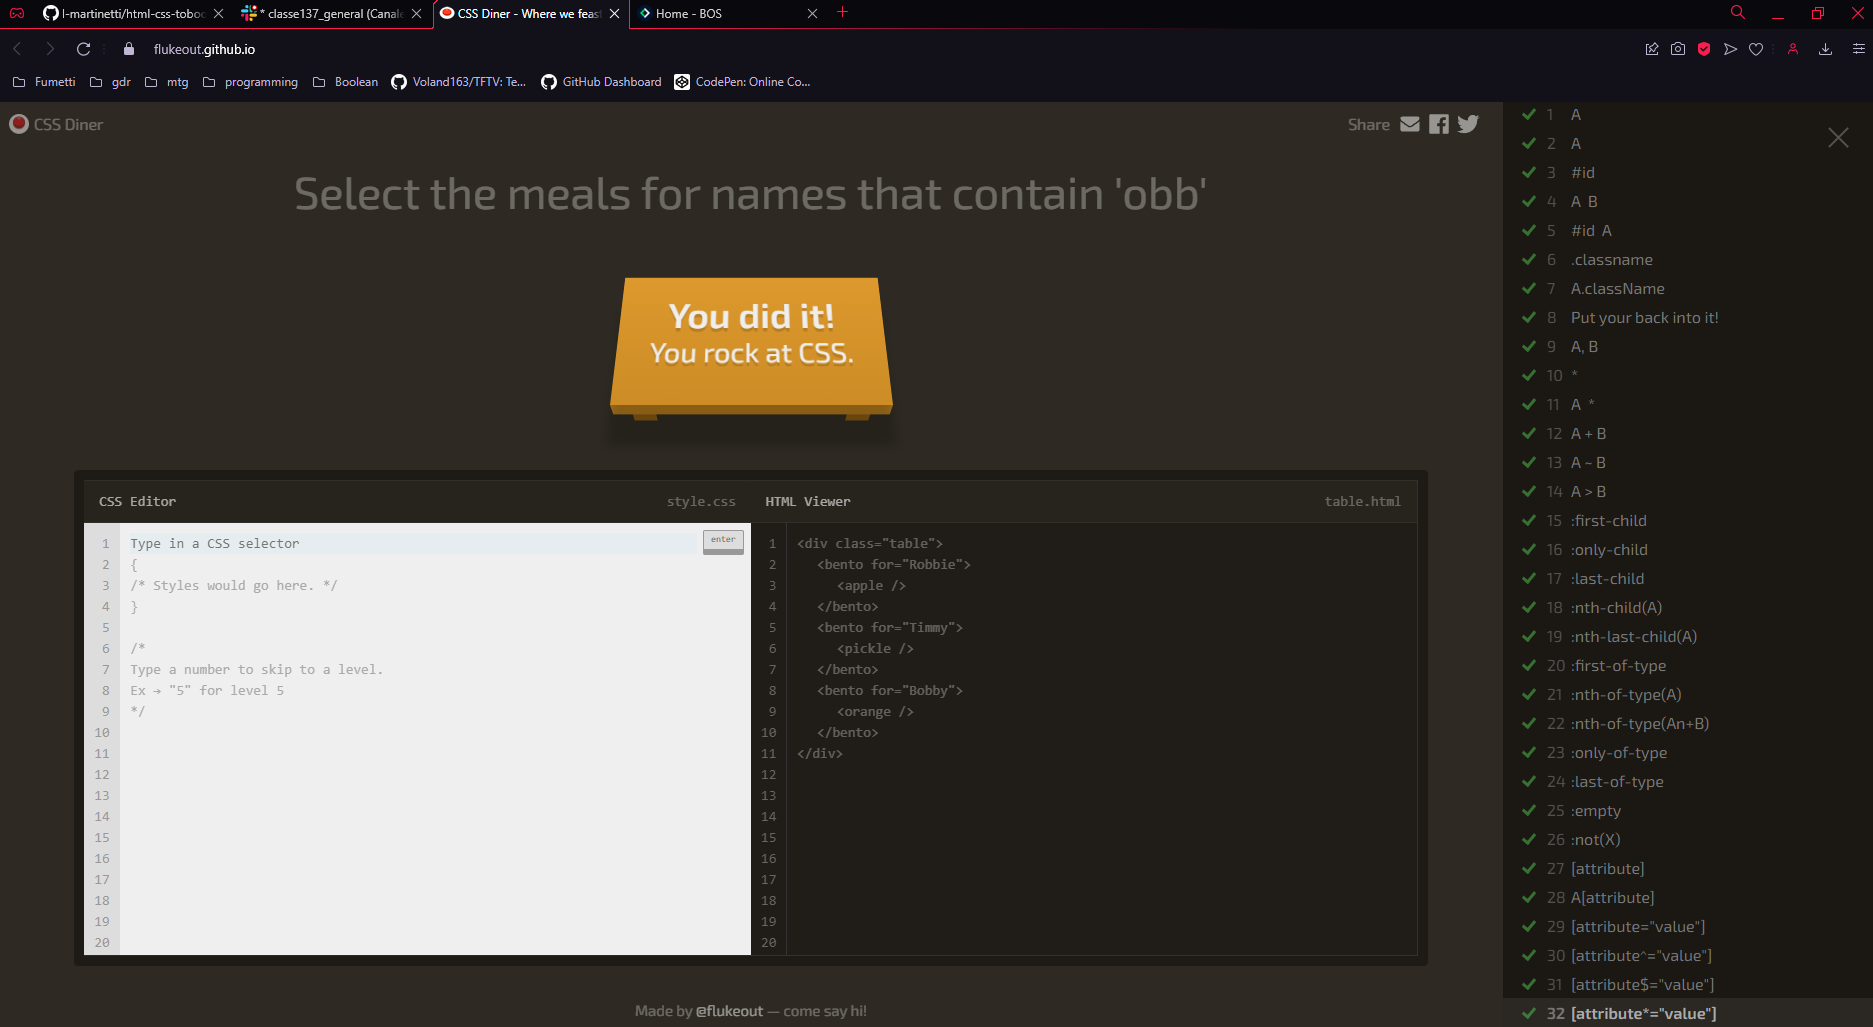 l-martinetti/html-css-toboo
* classe137_general (Canale
CSS Diner - Where we feast
Home - BOS
flukeout.github.io
Fumetti
gdr
mtg
programming
Boolean
Voland163/TFTV: Te...
GitHub Dashboard
CodePen: Online Co...
CSS Diner
Share
Select the meals for names that contain 'obb'
You did it!
You rock at CSS.
CSS Editor
style.css
HTML Viewer
table.html
enter
1 Type in a CSS selector
2 {
3 /* Styles would go here. */
4 }
5
6 /*
7 Type a number to skip to a level.
8 Ex → "5" for level 5
9 */
10
11
12
13
14
15
16
17
18
19
20
1 <div class="table">
2 <bento for="Robbie">
3 <apple />
4 </bento>
5 <bento for="Timmy">
6 <pickle />
7 </bento>
8 <bento for="Bobby">
9 <orange />
10 </bento>
11 </div>
12
13
14
15
16
17
18
19
20
Made by @flukeout — come say hi!
1 A
2 A
3 #id
4 A B
5 #id A
6 .classname
7 A.className
8 Put your back into it!
9 A, B
10 *
11 A *
12 A + B
13 A ~ B
14 A > B
15 :first-child
16 :only-child
17 :last-child
18 :nth-child(A)
19 :nth-last-child(A)
20 :first-of-type
21 :nth-of-type(A)
22 :nth-of-type(An+B)
23 :only-of-type
24 :last-of-type
25 :empty
26 :not(X)
27 [attribute]
28 A[attribute]
29 [attribute="value"]
30 [attribute^="value"]
31 [attribute$="value"]
32 [attribute*="value"]